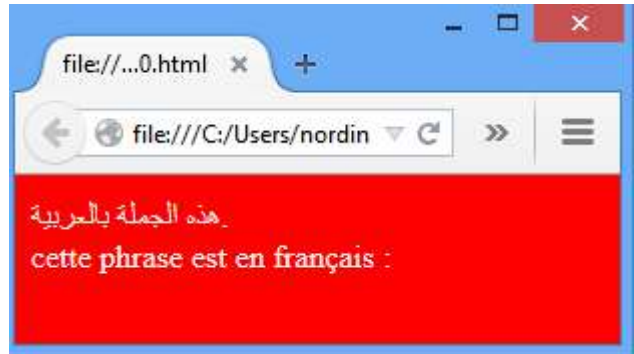 file://...0.html
file:///C:/Users/nordin
هذه الجملة بالعربية.
cette phrase est en français :